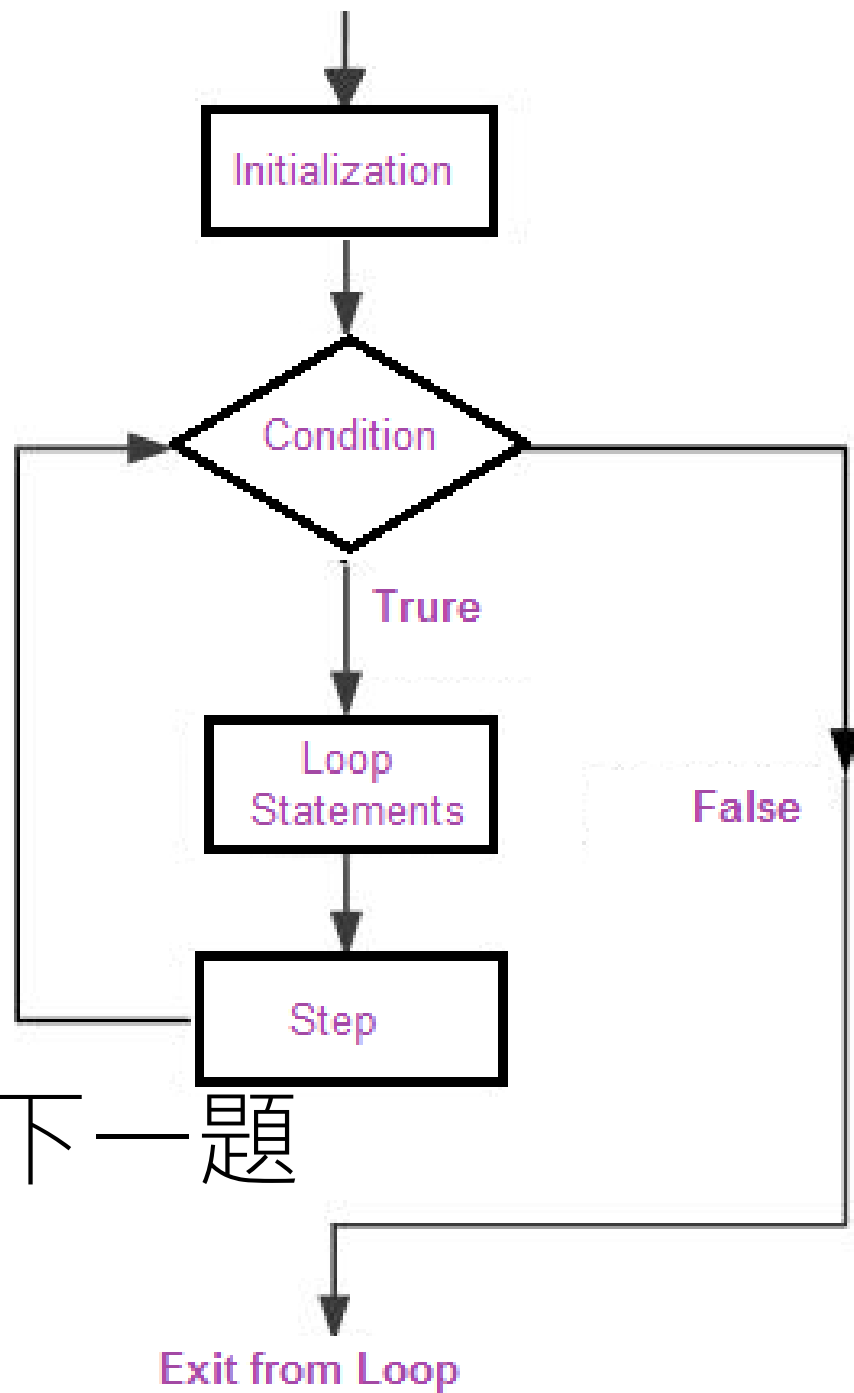 Initialization
Condition
Trure
Loop
Statements
False
Step
下一題
Exit from Loop